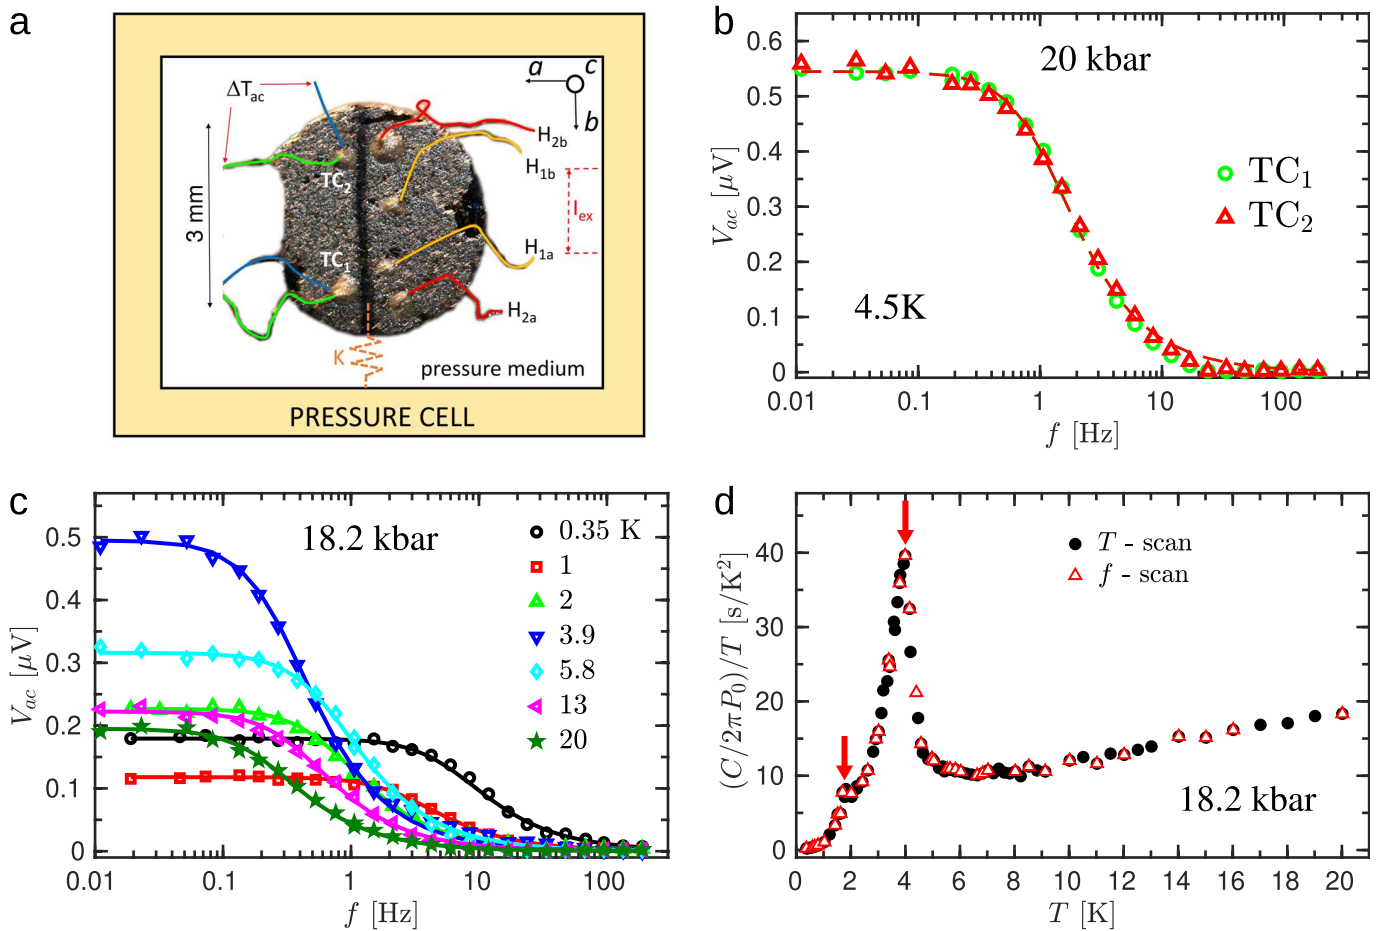 a
ΔT_ac
a
c
b
H_2b
H_1b
TC_2
3 mm
I_ex
TC_1
H_1a
H_2a
K
pressure medium
PRESSURE CELL
b
20 kbar
TC_1
TC_2
4.5K
V_ac [μV]
0.6
0.5
0.4
0.3
0.2
0.1
0
0.01 0.1 1 10 100
f [Hz]
c
18.2 kbar
0.35 K
1
2
3.9
5.8
13
20
V_ac [μV]
0.5
0.4
0.3
0.2
0.1
0
0.01 0.1 1 10 100
f [Hz]
d
T - scan
f - scan
18.2 kbar
(C/2πP_0)/T [s/K^2]
40
30
20
10
0
0 2 4 6 8 10 12 14 16 18 20
T [K]